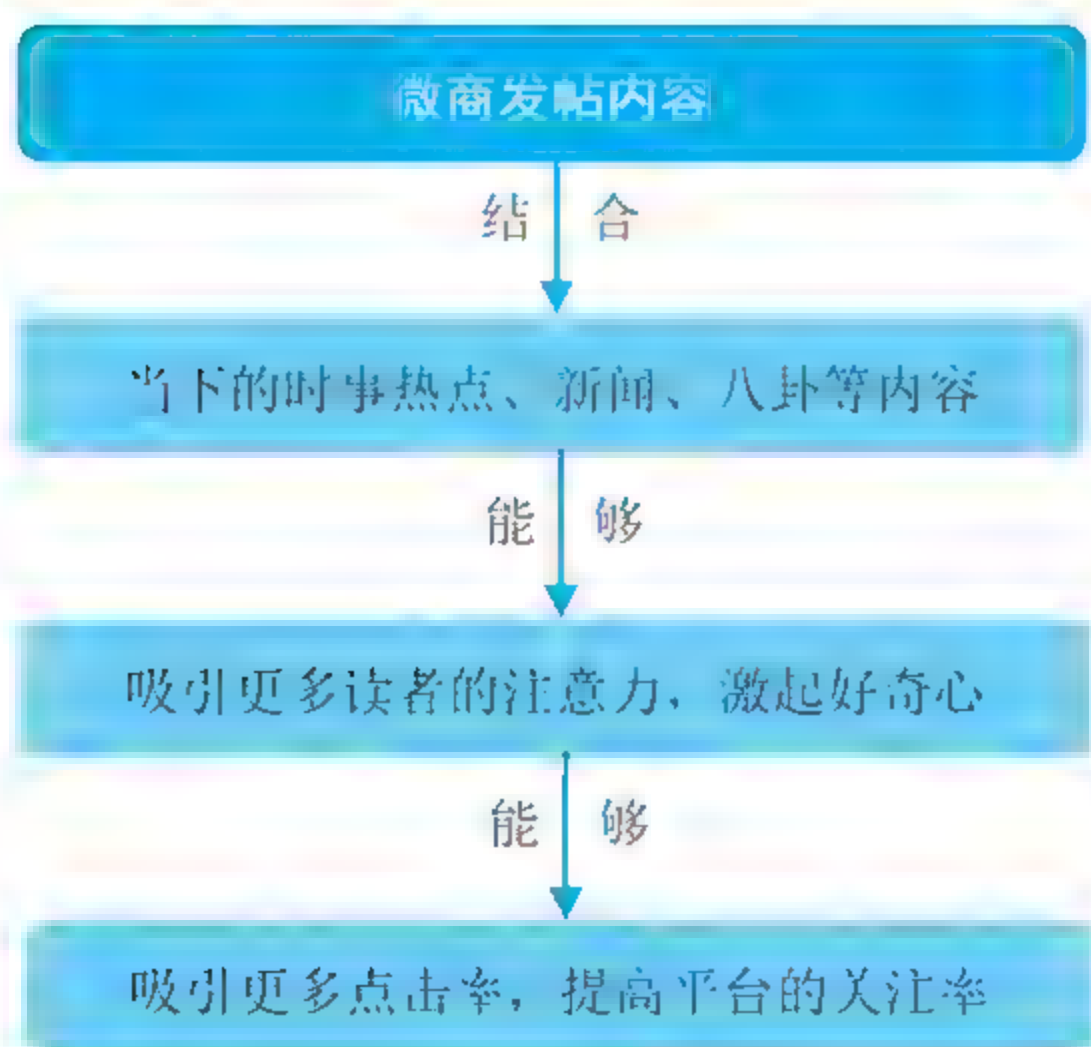 微商发帖内容
结合
当下的时事热点、新闻、八卦等内容
能够
吸引更多读者的注意力，激起好奇心
能够
吸引更多点击率，提高平台的关注率